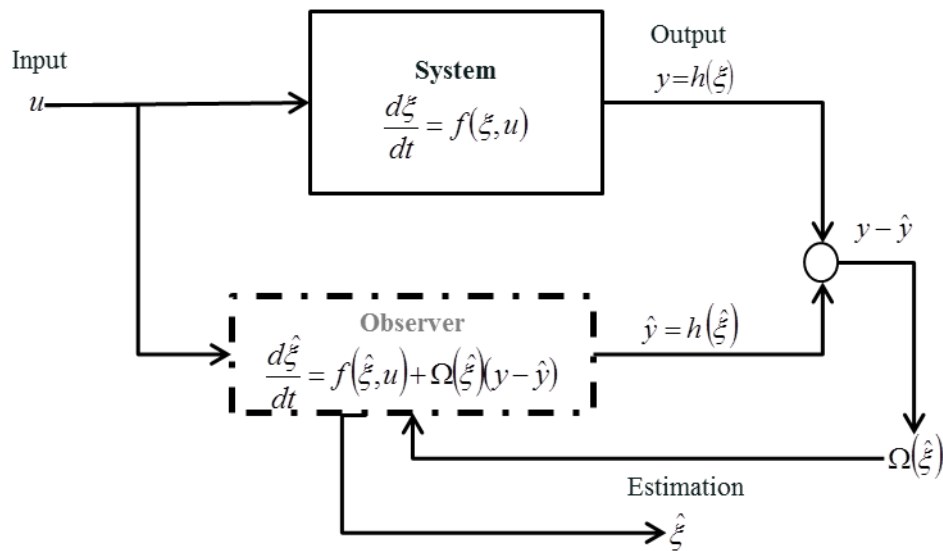 Input
u
System
dξ/dt = f(ξ,u)
Output
y=h(ξ)
y − ŷ
Observer
dξ̂/dt = f(ξ̂,u)+Ω(ξ̂)(y−ŷ)
ŷ = h(ξ̂)
Ω(ξ̂)
Estimation
ξ̂